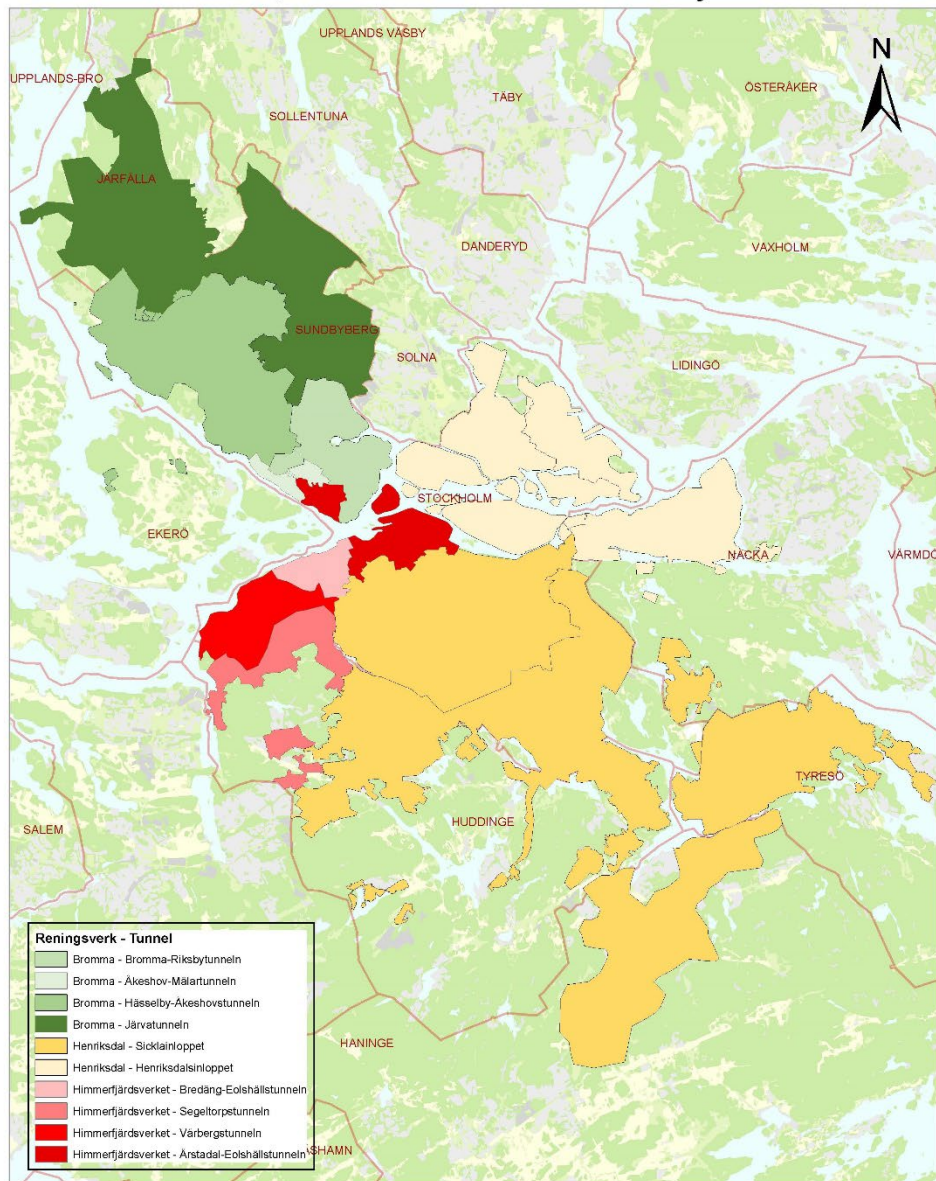 UPPLANDS VÄSBY
N
UPPLANDS-BRO
TÄBY
ÖSTERÅKER
SOLLENTUNA
JÄRFÄLLA
DANDERYD
VAXHOLM
SUNDBYBERG
SOLNA
LIDINGÖ
STOCKHOLM
EKERÖ
NACKA
VÄRMDÖ
TYRESÖ
SALEM
HUDDINGE
Reningsverk - Tunnel
Bromma - Bromma-Riksbytunneln
Bromma - Åkeshov-Mälartunneln
Bromma - Hässelby-Åkeshovstunneln
Bromma - Järvatunneln
Henriksdal - Sicklainloppet
Henriksdal - Henriksdalsinloppet
Himmerfjärdsverket - Bredäng-Eolshällstunneln
Himmerfjärdsverket - Segeltorpstunneln
Himmerfjärdsverket - Vårbergstunneln
Himmerfjärdsverket - Årstadal-Eolshällstunneln
HANINGE
ÄSHAMN